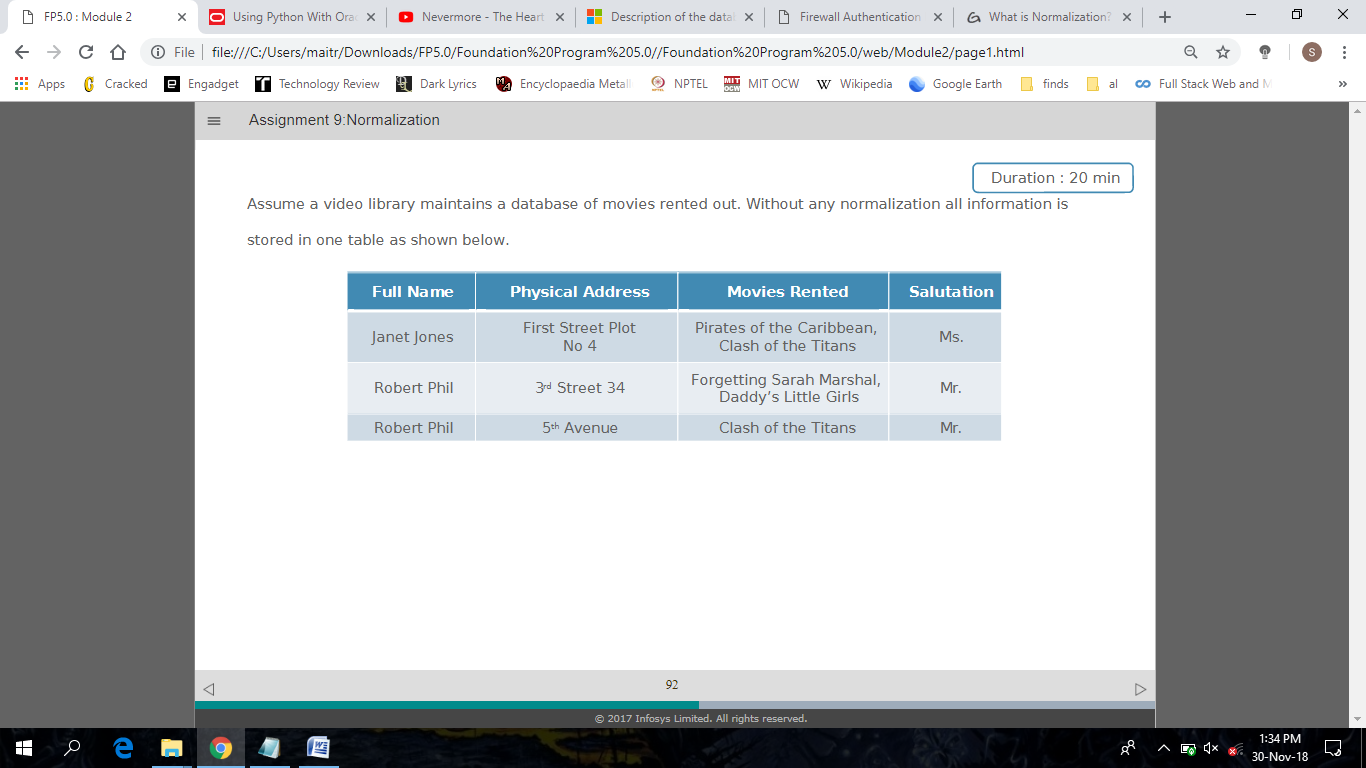 FP5.0 : Module 2
Using Python With Orac
Nevermore - The Heart
Description of the datal
Firewall Authentication
What is Normalization?
File
file:///C:/Users/maitr/Downloads/FP5.0/Foundation%20Program%205.0//Foundation%20Program%205.0/web/Module2/page1.html
S
Apps
Cracked
Engadget
Technology Review
Dark Lyrics
Encyclopaedia Metall
NPTEL
MIT OCW
Wikipedia
Google Earth
finds
al
Full Stack Web and M
»
Assignment 9:Normalization
Duration : 20 min
Assume a video library maintains a database of movies rented out. Without any normalization all information is
stored in one table as shown below.
Full Name Physical Address Movies Rented Salutation
Janet Jones
First Street Plot
No 4
Pirates of the Caribbean,
Clash of the Titans
Ms.
Robert Phil
3rd Street 34
Forgetting Sarah Marshal,
Daddy’s Little Girls
Mr.
Robert Phil
5th Avenue
Clash of the Titans
Mr.
92
© 2017 Infosys Limited. All rights reserved.
1:34 PM
30-Nov-18